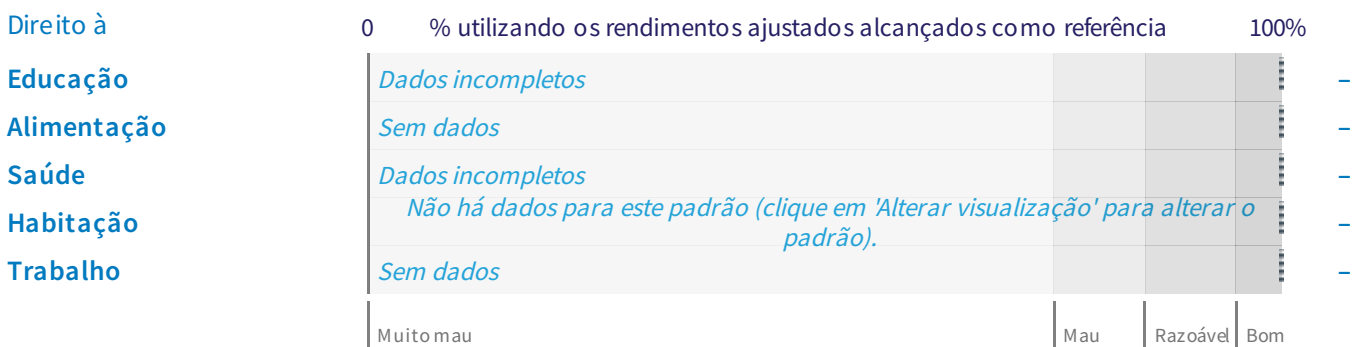 Direito à
0 % utilizando os rendimentos ajustados alcançados como referência 100%
Educação Dados incompletos –
Alimentação Sem dados –
Saúde Dados incompletos –
Habitação Não há dados para este padrão (clique em 'Alterar visualização' para alterar o –
padrão).
Trabalho Sem dados –
Muito mau Mau Razoável Bom